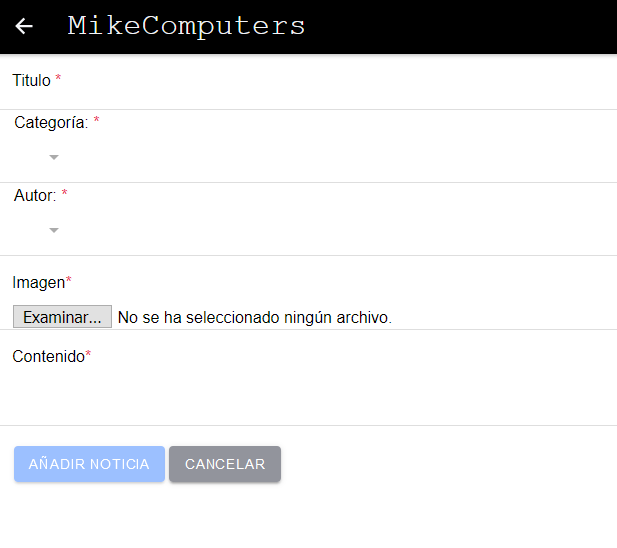 MikeComputers
Titulo *
Categoría: *
Autor: *
Imagen*
Examinar... No se ha seleccionado ningún archivo.
Contenido*
AÑADIR NOTICIA CANCELAR